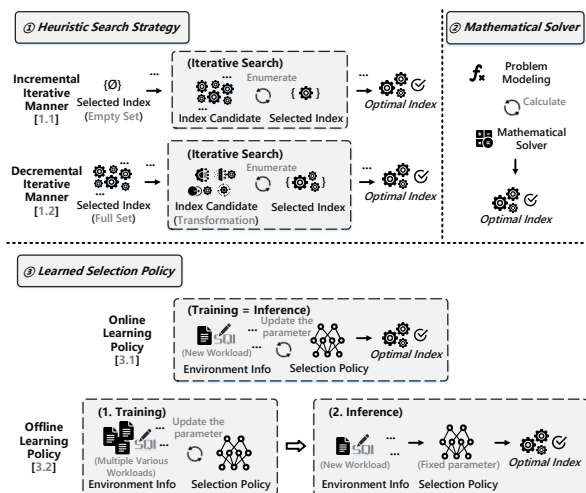 ① Heuristic Search Strategy
Incremental
Iterative
Manner
[1.1]
{Ø}
Selected Index
(Empty Set)
...
(Iterative Search)
...
Enumerate
{ }
Index Candidate
Selected Index
...
Optimal Index
Decremental
Iterative
Manner
[1.2]
...
...
Selected Index
(Full Set)
...
(Iterative Search)
Enumerate
{ }
Index Candidate
(Transformation)
Selected Index
...
Optimal Index
② Mathematical Solver
fx
Problem
Modeling
Calculate
Mathematical
Solver
Optimal Index
③ Learned Selection Policy
Online
Learning
Policy
[3.1]
(Training = Inference)
SQL
(New Workload)
...
...
Update the
parameter
Environment Info
Selection Policy
Optimal Index
Offline
Learning
Policy
[3.2]
(1. Training)
SQL
...
...
(Multiple Various
Workloads)
Update the
parameter
Environment Info
Selection Policy
(2. Inference)
SQL
...
...
(New Workload)
(Fixed parameter)
Environment Info
Selection Policy
Optimal Index